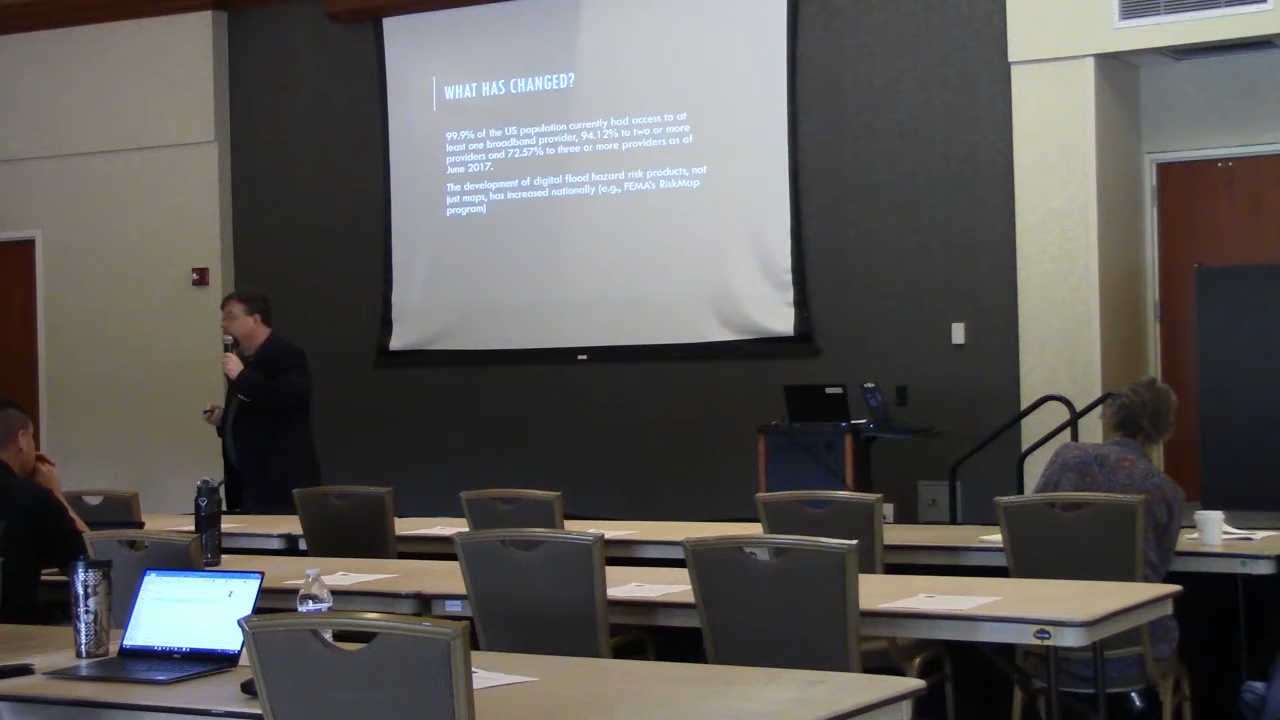 WHAT HAS CHANGED?
99.9% of the US population currently had access to at
least one broadband provider, 94.12% to two or more
providers and 72.57% to three or more providers as of
June 2017.
The development of digital flood hazard risk products, not
just maps, has increased nationally (e.g., FEMA's RiskMap
program)